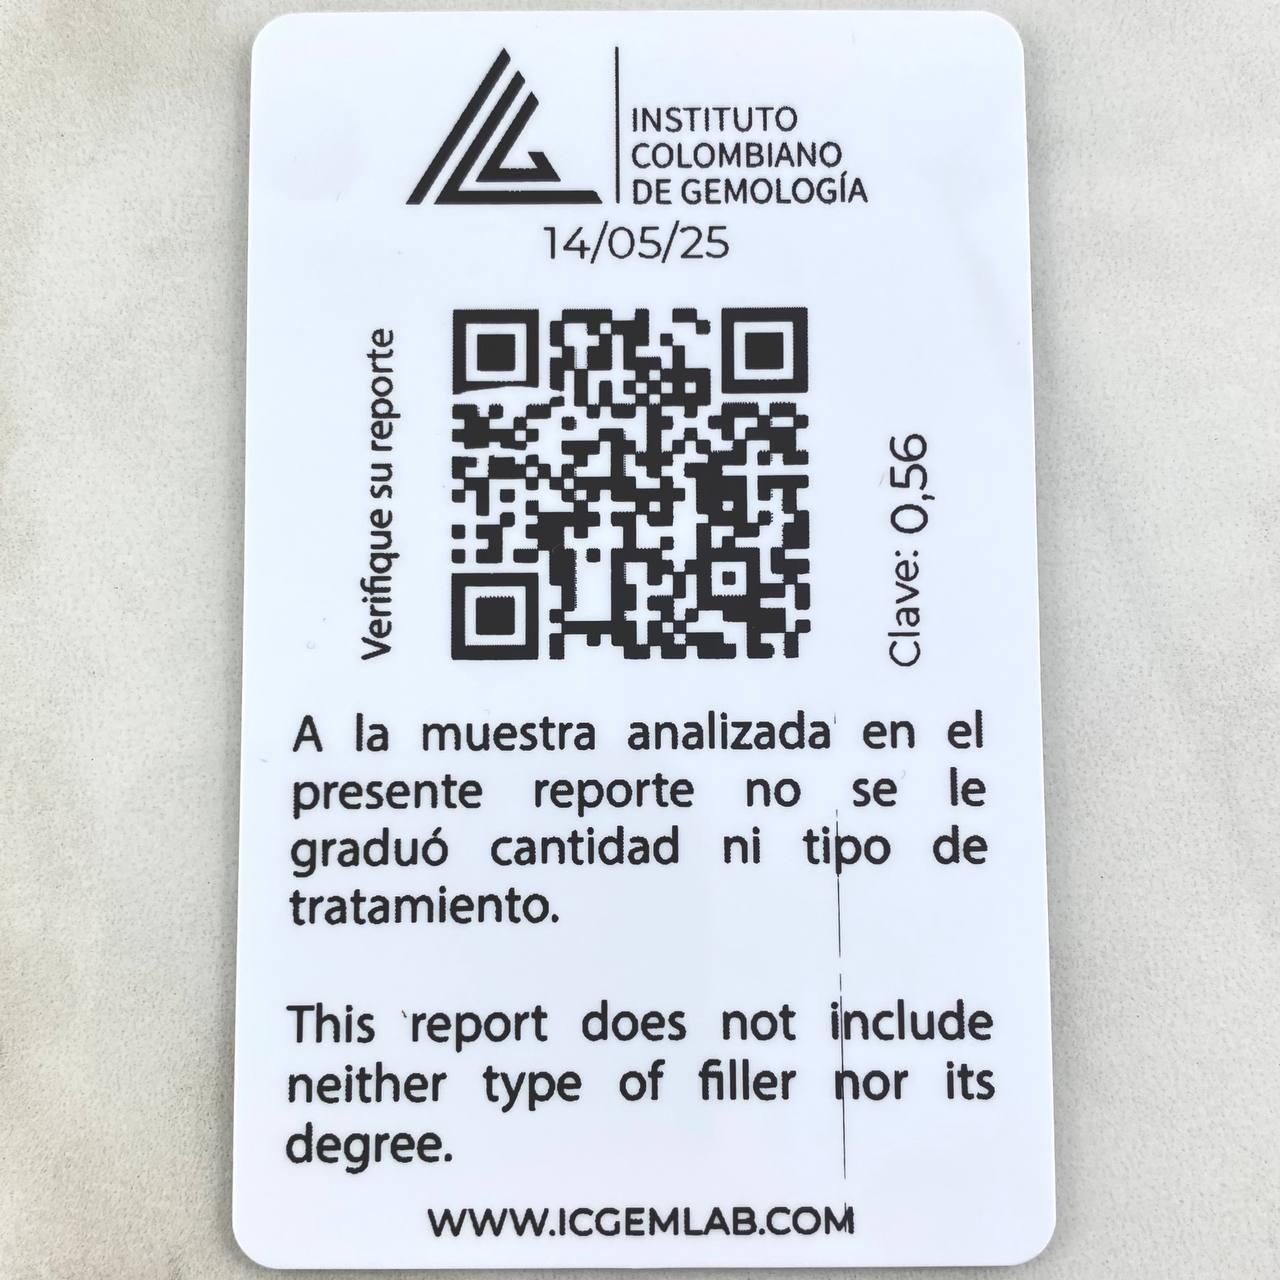 INSTITUTO
COLOMBIANO
DE GEMOLOGÍA
14/05/25
Verifique su reporte
Clave: 0,56
A la muestra analizada en el
presente reporte no se le
graduó cantidad ni tipo de
tratamiento.
This report does not include
neither type of filler nor its
degree.
WWW.ICGEMLAB.COM